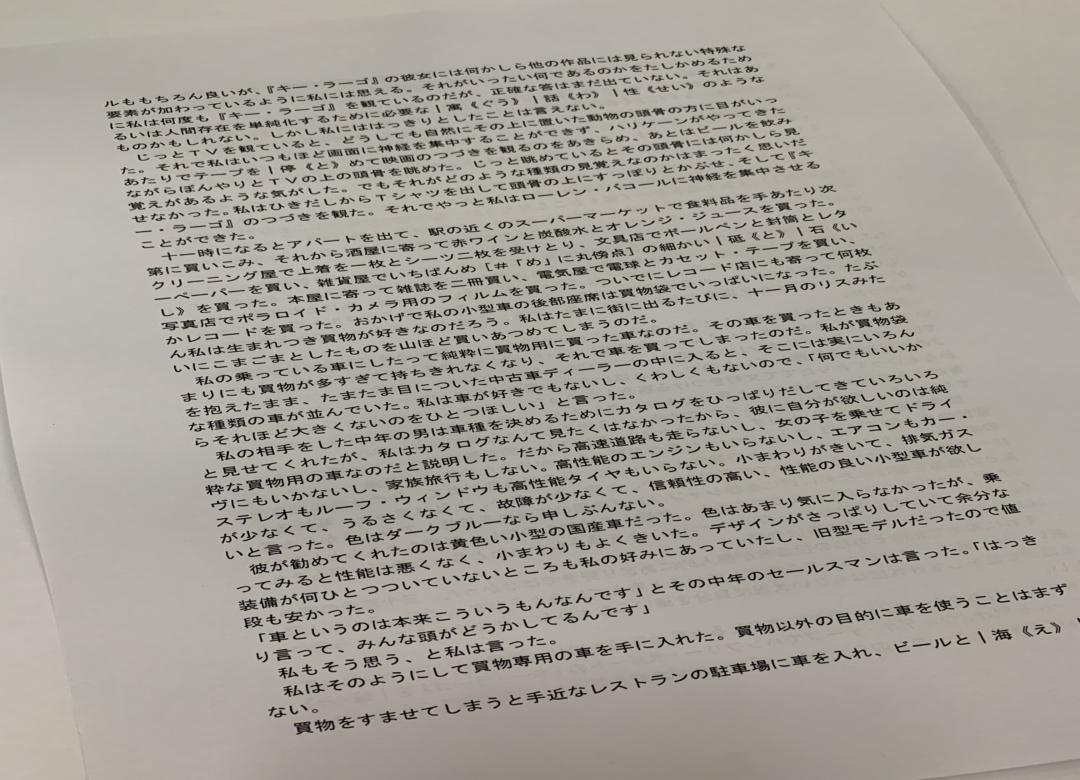 ルももちろん良いが、『キー・ラーゴ』の彼女には何かしら他の作品には見られない特殊な
要素が加わっているように私には思える。それがいったい何であるのかをたしかめるため
に私は何度も『キー・ラーゴ』を観ているのだが、正確な答はまだ出ていない。それはあ
るいは人間存在を単純化するために必要な|寓《ぐう》|話《わ》|性《せい》のような
ものかもしれない。しかし私にははっきりとしたことは言えない。
じっとTVを観ていると、どうしても自然にその上に置いた動物の頭骨の方に目がいっ
た。それで私はいつもほど画面に神経を集中することができず、ハリケーンがやってきた
あたりでテープを|停《と》めて映画のつづきを観るのをあきらめ、あとはビールを飲み
ながらぼんやりとTVの上の頭骨を眺めた。じっと眺めているとその頭骨には何かしら見
覚えがあるような気がした。でもそれがどのような種類の見覚えなのかはまったく思いだ
せなかった。私はひきだしからTシャツを出して頭骨の上にすっぽりとかぶせ、そして『キ
ー・ラーゴ』のつづきを観た。それでやっと私はローレン・バコールに神経を集中させる
ことができた。
十一時になるとアパートを出て、駅の近くのスーパーマーケットで食料品を手あたり次
第に買いこみ、それから酒屋に寄って赤ワインと炭酸水とオレンジ・ジュースを買った。
クリーニング屋で上着を一枚とシーツ二枚を受けとり、文具店でボールペンと封筒とレタ
ーペーパーを買い、雑貨屋でいちばんめ[#「め」に丸傍点]の細かい|砥《と》|石《い
し》を買った。本屋に寄って雑誌を二冊買い、電気屋で電球とカセット・テープを買い、
写真店でポラロイド・カメラ用のフィルムを買った。ついでにレコード店にも寄って何枚
かレコードを買った。おかげで私の小型車の後部座席は買物袋でいっぱいになった。たぶ
ん私は生まれつき買物が好きなのだろう。私はたまに街に出るたびに、十一月のリスみた
いにこまごまとしたものを山ほど買いあつめてしまうのだ。
私の乗っている車にしたって純粋に買物用に買った車なのだ。その車を買ったときもあ
まりにも買物が多すぎて持ちきれなくなり、それで車を買ってしまったのだ。私が買物袋
を抱えたまま、たまたま目についた中古車ディーラーの中に入ると、そこには実にいろん
な種類の車が並んでいた。私は車が好きでもないし、くわしくもないので、「何でもいいか
らそれほど大きくないのをひとつほしい」と言った。
私の相手をした中年の男は車種を決めるためにカタログをひっぱりだしてきていろいろ
と見せてくれたが、私はカタログなんて見たくはなかったから、彼に自分が欲しいのは純
粋な買物用の車なのだと説明した。だから高速道路も走らないし、女の子を乗せてドライ
ヴにもいかないし、家族旅行もしない。高性能のエンジンもいらないし、エアコンもカー・
ステレオもルーフ・ウィンドウも高性能タイヤもいらない。小まわりがきいて、排気ガス
が少なくて、うるさくなくて、故障が少なくて、信頼性の高い、性能の良い小型車が欲し
いと言った。色はダークブルーなら申しぶんない。
彼が勧めてくれたのは黄色い小型の国産車だった。色はあまり気に入らなかったが、乗
ってみると性能は悪くなく、小まわりもよくきいた。デザインがさっぱりしていて余分な
装備が何ひとつついていないところも私の好みにあっていたし、旧型モデルだったので値
段も安かった。
「車というのは本来こういうもんなんです」とその中年のセールスマンは言った。「はっき
り言って、みんな頭がどうかしてるんです」
私もそう思う、と私は言った。
私はそのようにして買物専用の車を手に入れた。買物以外の目的に車を使うことはまず
ない。
買物をすませてしまうと手近なレストランの駐車場に車を入れ、ビールと|海《え》|